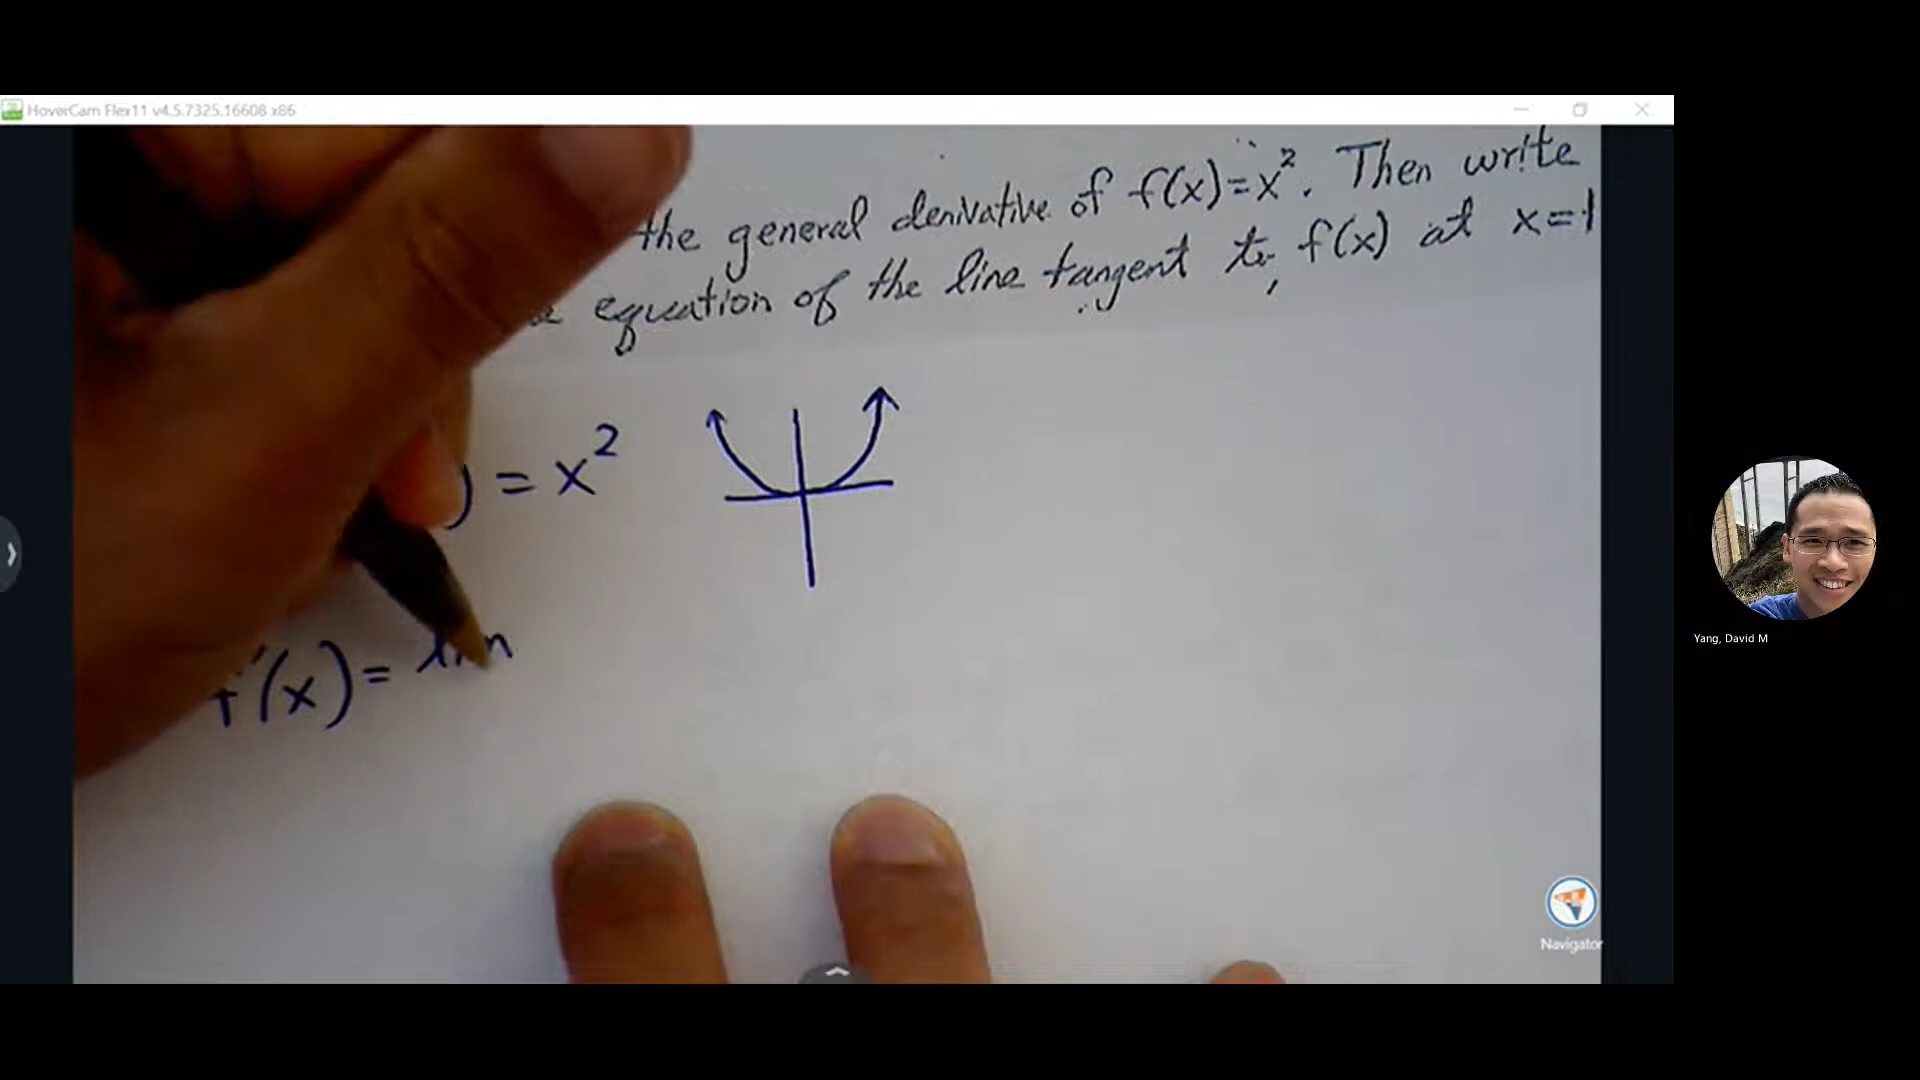 HoverCam Flex11 v4.5.7325.16608 x86
the general derivative of f(x)=x². Then write
equation of the line tangent to f(x) at x=1
) = x²
f'(x) = lim
Yang, David M
Navigator